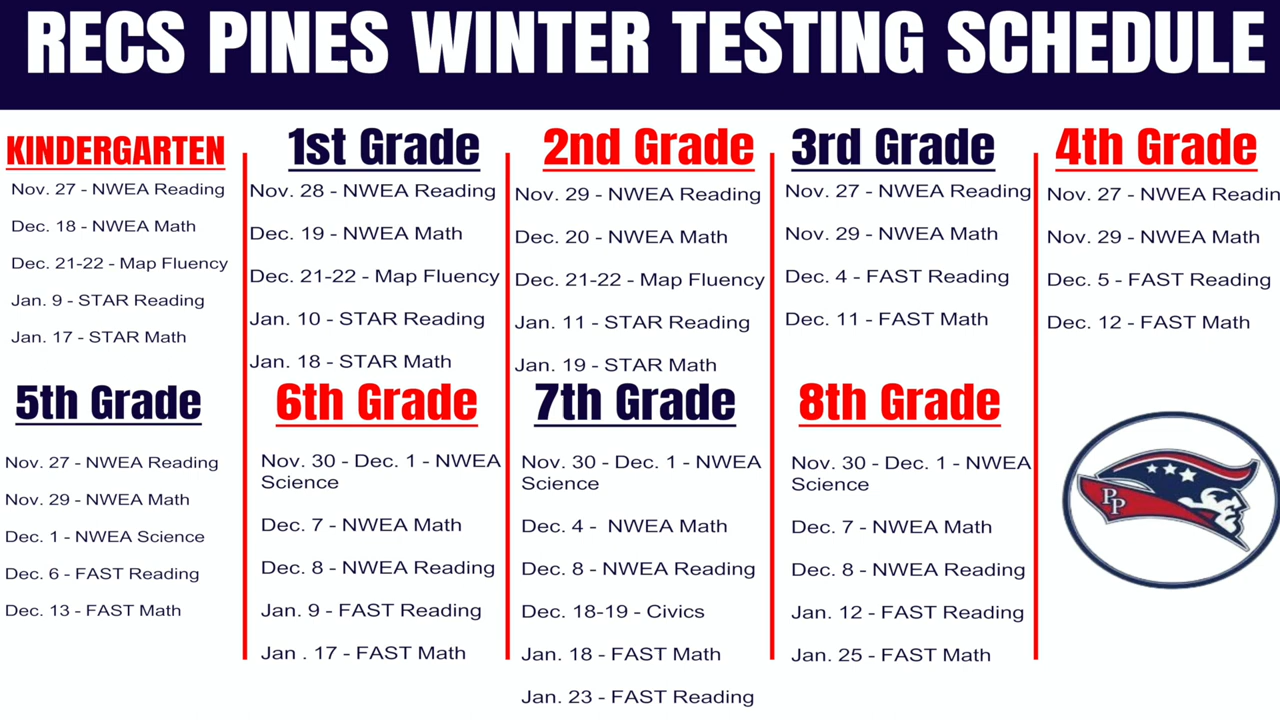 RECS PINES WINTER TESTING SCHEDULE
KINDERGARTEN
Nov. 27 - NWEA Reading
Dec. 18 - NWEA Math
Dec. 21-22 - Map Fluency
Jan. 9 - STAR Reading
Jan. 17 - STAR Math
1st Grade
Nov. 28 - NWEA Reading
Dec. 19 - NWEA Math
Dec. 21-22 - Map Fluency
Jan. 10 - STAR Reading
Jan. 18 - STAR Math
2nd Grade
Nov. 29 - NWEA Reading
Dec. 20 - NWEA Math
Dec. 21-22 - Map Fluency
Jan. 11 - STAR Reading
Jan. 19 - STAR Math
3rd Grade
Nov. 27 - NWEA Reading
Nov. 29 - NWEA Math
Dec. 4 - FAST Reading
Dec. 11 - FAST Math
4th Grade
Nov. 27 - NWEA Readin
Nov. 29 - NWEA Math
Dec. 5 - FAST Reading
Dec. 12 - FAST Math
5th Grade
Nov. 27 - NWEA Reading
Nov. 29 - NWEA Math
Dec. 1 - NWEA Science
Dec. 6 - FAST Reading
Dec. 13 - FAST Math
6th Grade
Nov. 30 - Dec. 1 - NWEA
Science
Dec. 7 - NWEA Math
Dec. 8 - NWEA Reading
Jan. 9 - FAST Reading
Jan . 17 - FAST Math
7th Grade
Nov. 30 - Dec. 1 - NWEA
Science
Dec. 4 -  NWEA Math
Dec. 8 - NWEA Reading
Dec. 18-19 - Civics
Jan. 18 - FAST Math
Jan. 23 - FAST Reading
8th Grade
Nov. 30 - Dec. 1 - NWEA
Science
Dec. 7 - NWEA Math
Dec. 8 - NWEA Reading
Jan. 12 - FAST Reading
Jan. 25 - FAST Math
PP